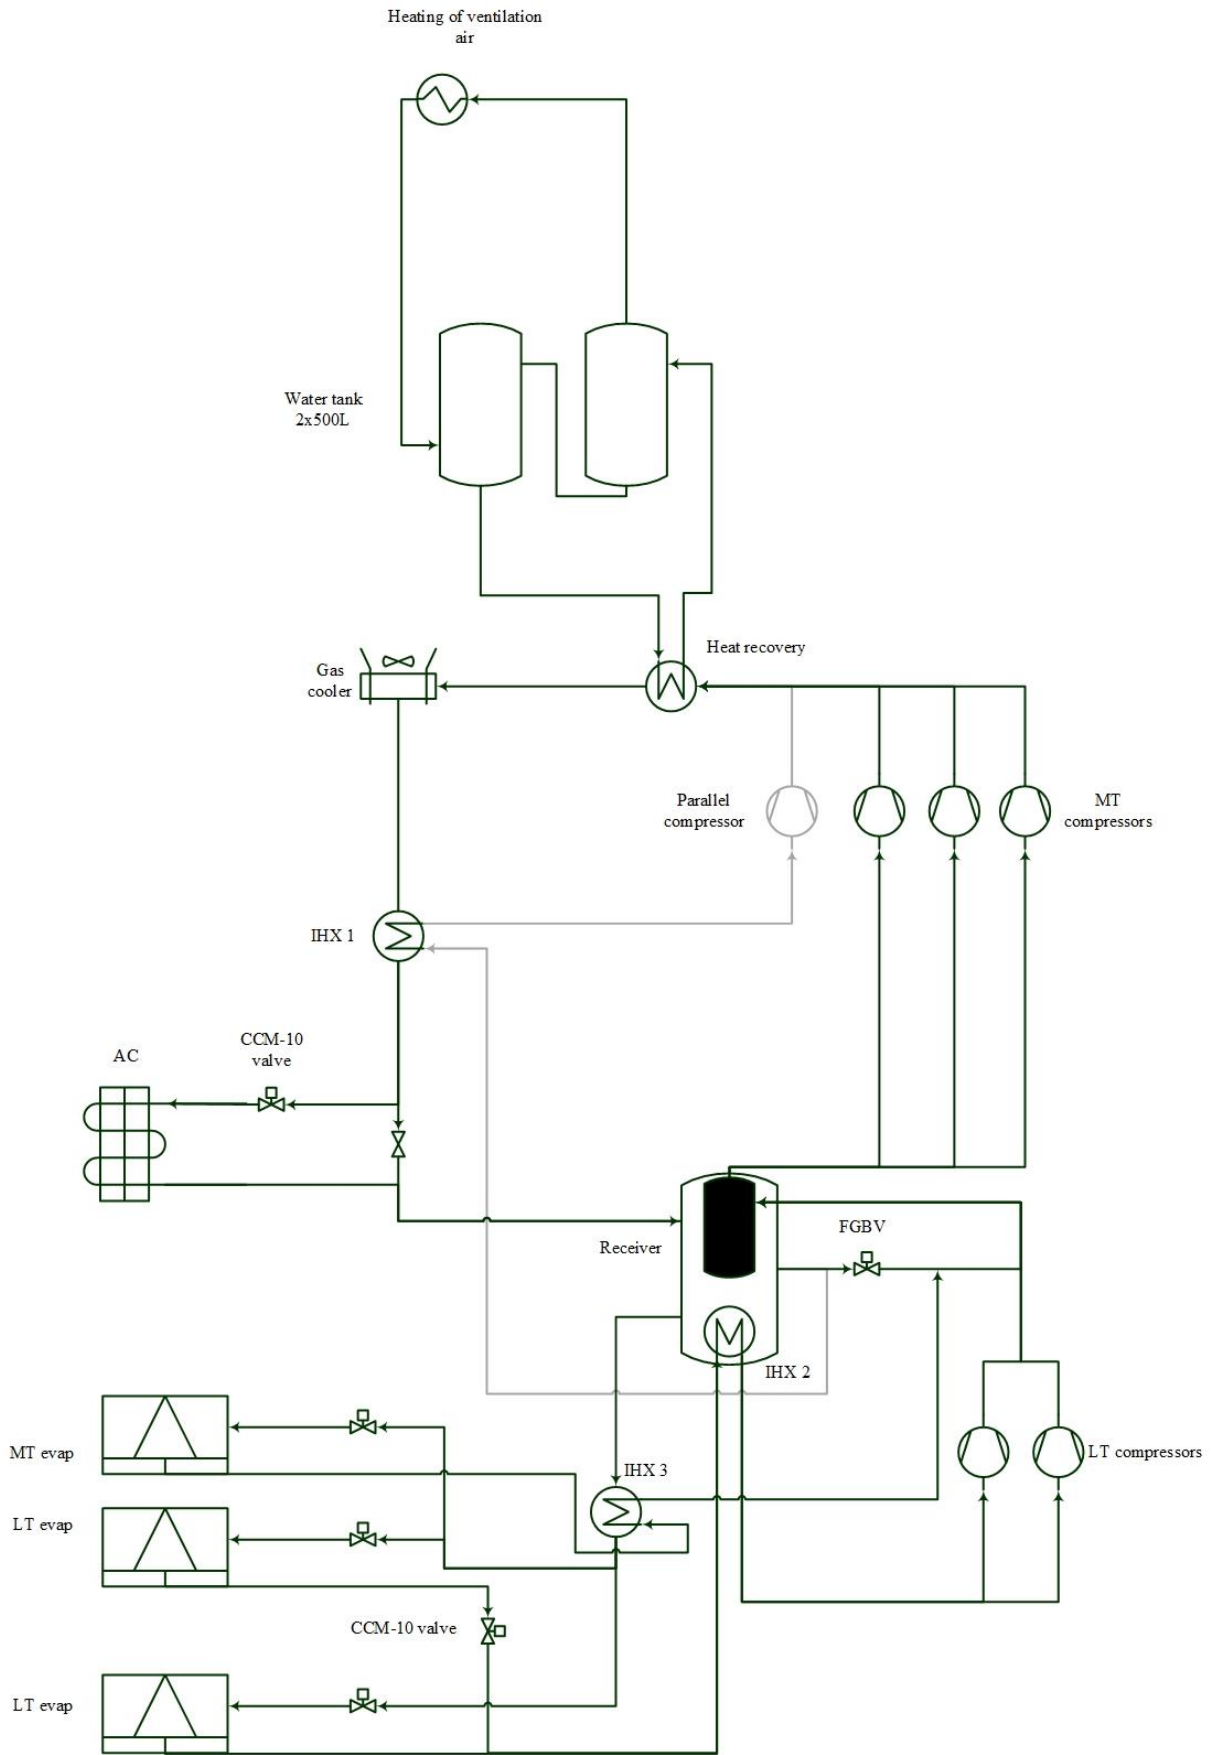 Heating of ventilation
air
Water tank
2x500L
Heat recovery
Gas
cooler
Parallel
compressor
MT
compressors
IHX 1
CCM-10
valve
AC
FGBV
Receiver
IHX 2
MT evap
IHX 3
LT compressors
LT evap
CCM-10 valve
LT evap